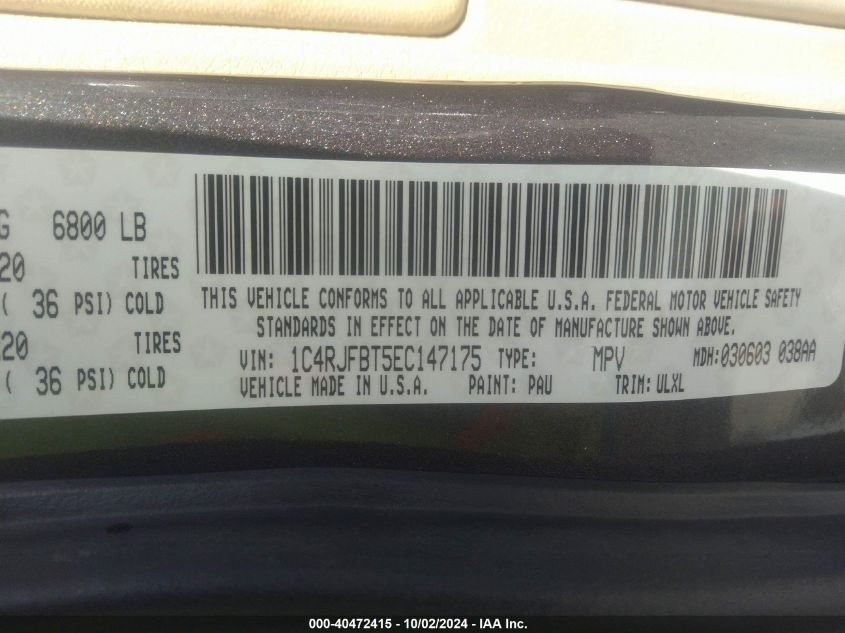 G 6800 LB
20 TIRES
( 36 PSI) COLD
20 TIRES
( 36 PSI) COLD
THIS VEHICLE CONFORMS TO ALL APPLICABLE U.S.A. FEDERAL MOTOR VEHICLE SAFETY
STANDARDS IN EFFECT ON THE DATE OF MANUFACTURE SHOWN ABOVE.
VIN: 1C4RJFBT5EC147175 TYPE: MPV MDH:030603 038AA
VEHICLE MADE IN U.S.A. PAINT: PAU TRIM: ULXL
000-40472415 - 10/02/2024 - IAA Inc.